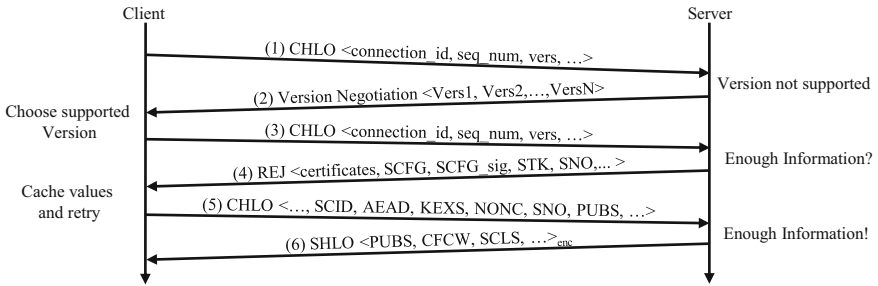 Client
Server
(1) CHLO <connection_id, seq_num, vers, …>
Version not supported
(2) Version Negotiation <Vers1, Vers2,…,VersN>
Choose supported
Version
(3) CHLO <connection_id, seq_num, vers, …>
Enough Information?
(4) REJ <certificates, SCFG, SCFG_sig, STK, SNO,... >
Cache values
and retry
(5) CHLO <…, SCID, AEAD, KEXS, NONC, SNO, PUBS, …>
Enough Information!
(6) SHLO <PUBS, CFCW, SCLS, …>enc